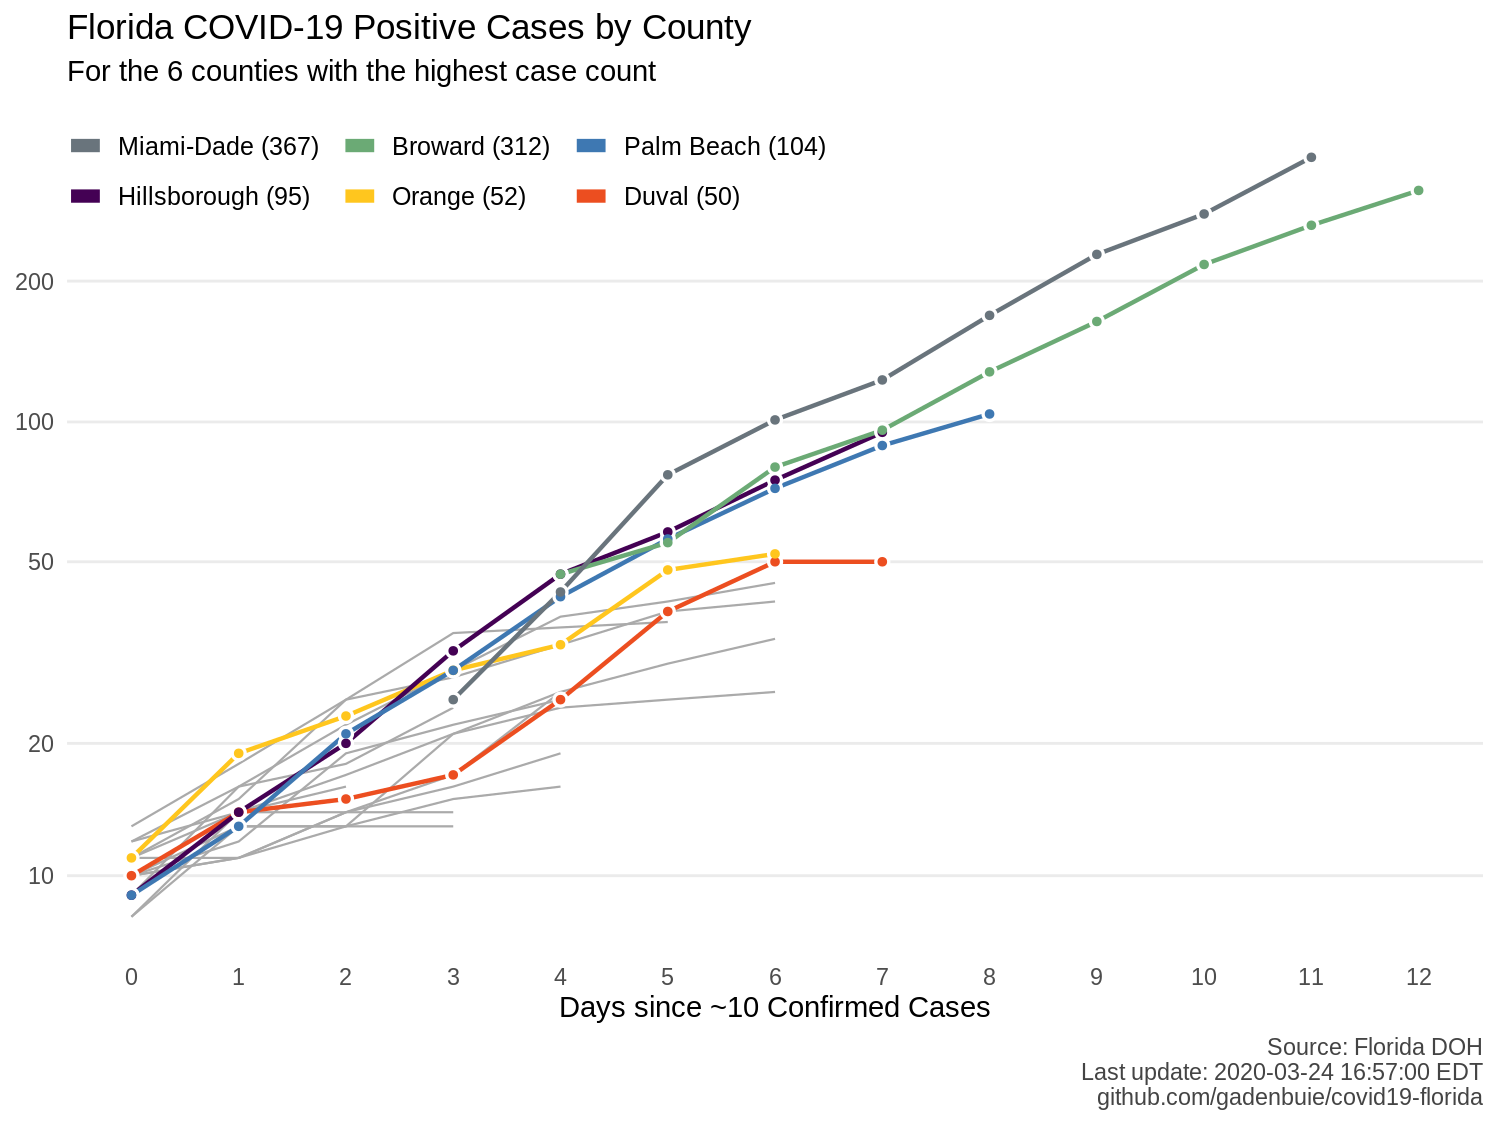 Florida COVID-19 Positive Cases by County
For the 6 counties with the highest case count
Miami-Dade (367) Broward (312) Palm Beach (104)
Hillsborough (95) Orange (52) Duval (50)
200
100
50
20
10
0 1 2 3 4 5 6 7 8 9 10 11 12
Days since ~10 Confirmed Cases
Source: Florida DOH
Last update: 2020-03-24 16:57:00 EDT
github.com/gadenbuie/covid19-florida